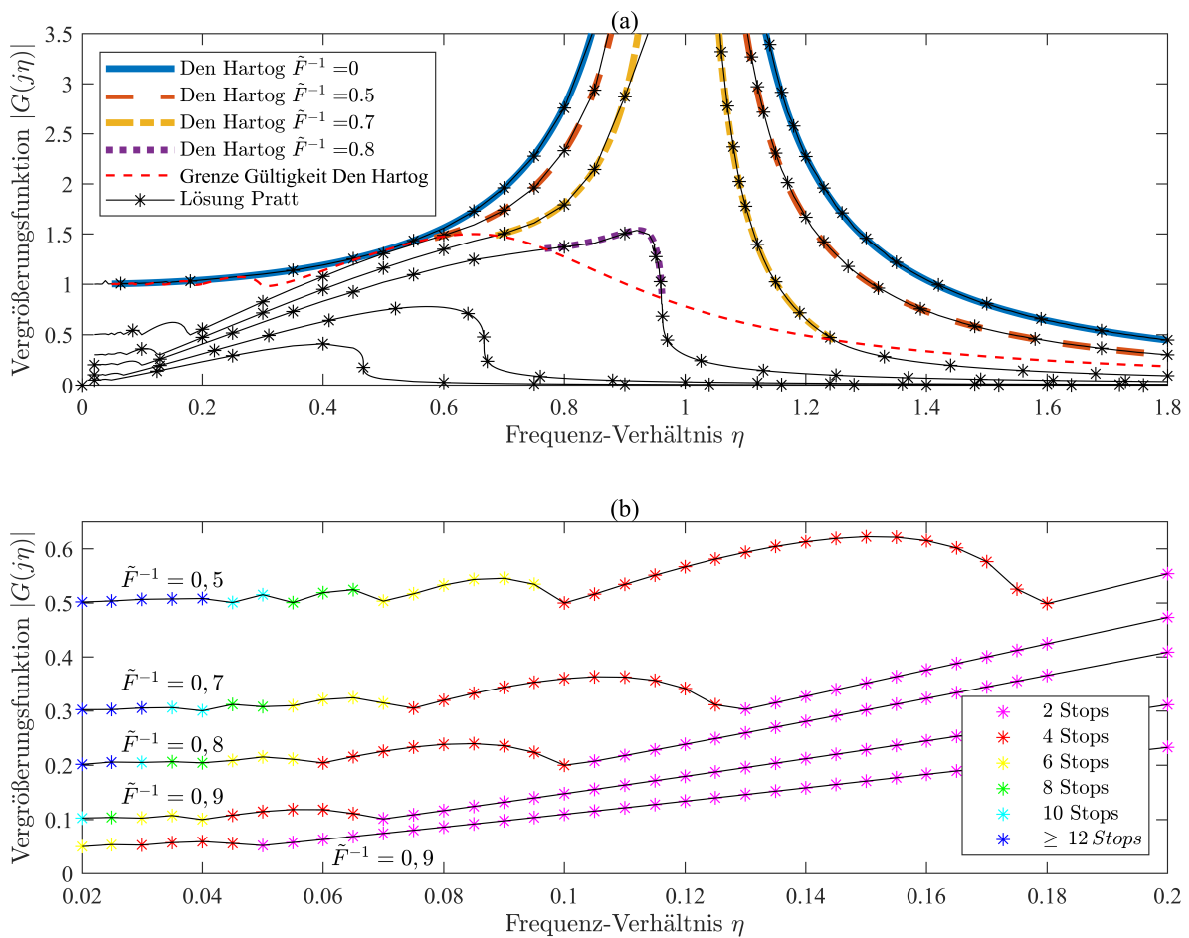 (a)
Vergrößerungsfunktion |G(jη)|
3.5
3
2.5
2
1.5
1
0.5
0
Den Hartog F̃⁻¹ =0
Den Hartog F̃⁻¹ =0.5
Den Hartog F̃⁻¹ =0.7
Den Hartog F̃⁻¹ =0.8
Grenze Gültigkeit Den Hartog
Lösung Pratt
0 0.2 0.4 0.6 0.8 1 1.2 1.4 1.6 1.8
Frequenz-Verhältnis η
(b)
Vergrößerungsfunktion |G(jη)|
0.6
0.5
0.4
0.3
0.2
0.1
0
F̃⁻¹ = 0,5
F̃⁻¹ = 0,7
F̃⁻¹ = 0,8
F̃⁻¹ = 0,9
F̃⁻¹ = 0,9
2 Stops
4 Stops
6 Stops
8 Stops
10 Stops
≥ 12 Stops
0.02 0.04 0.06 0.08 0.1 0.12 0.14 0.16 0.18 0.2
Frequenz-Verhältnis η